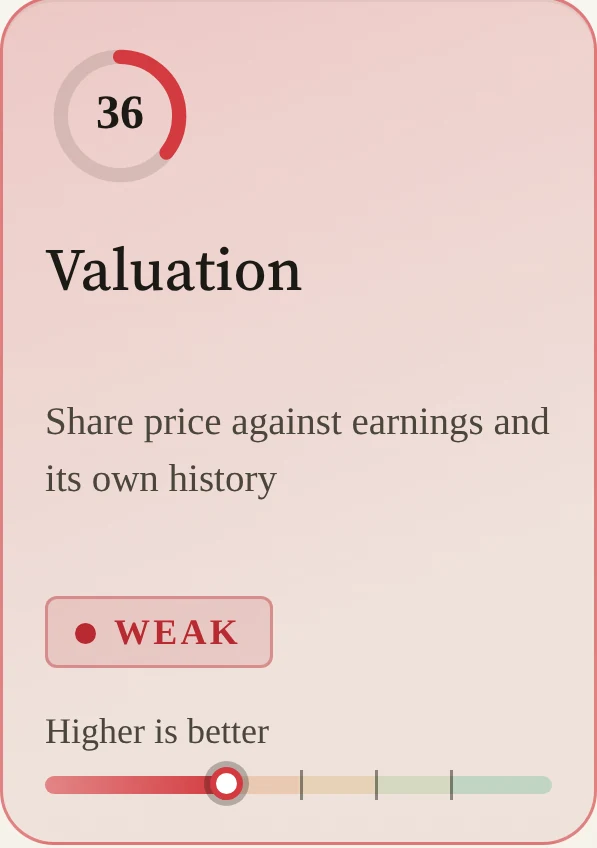 36
Valuation
Share price against earnings and
its own history
WEAK
Higher is better